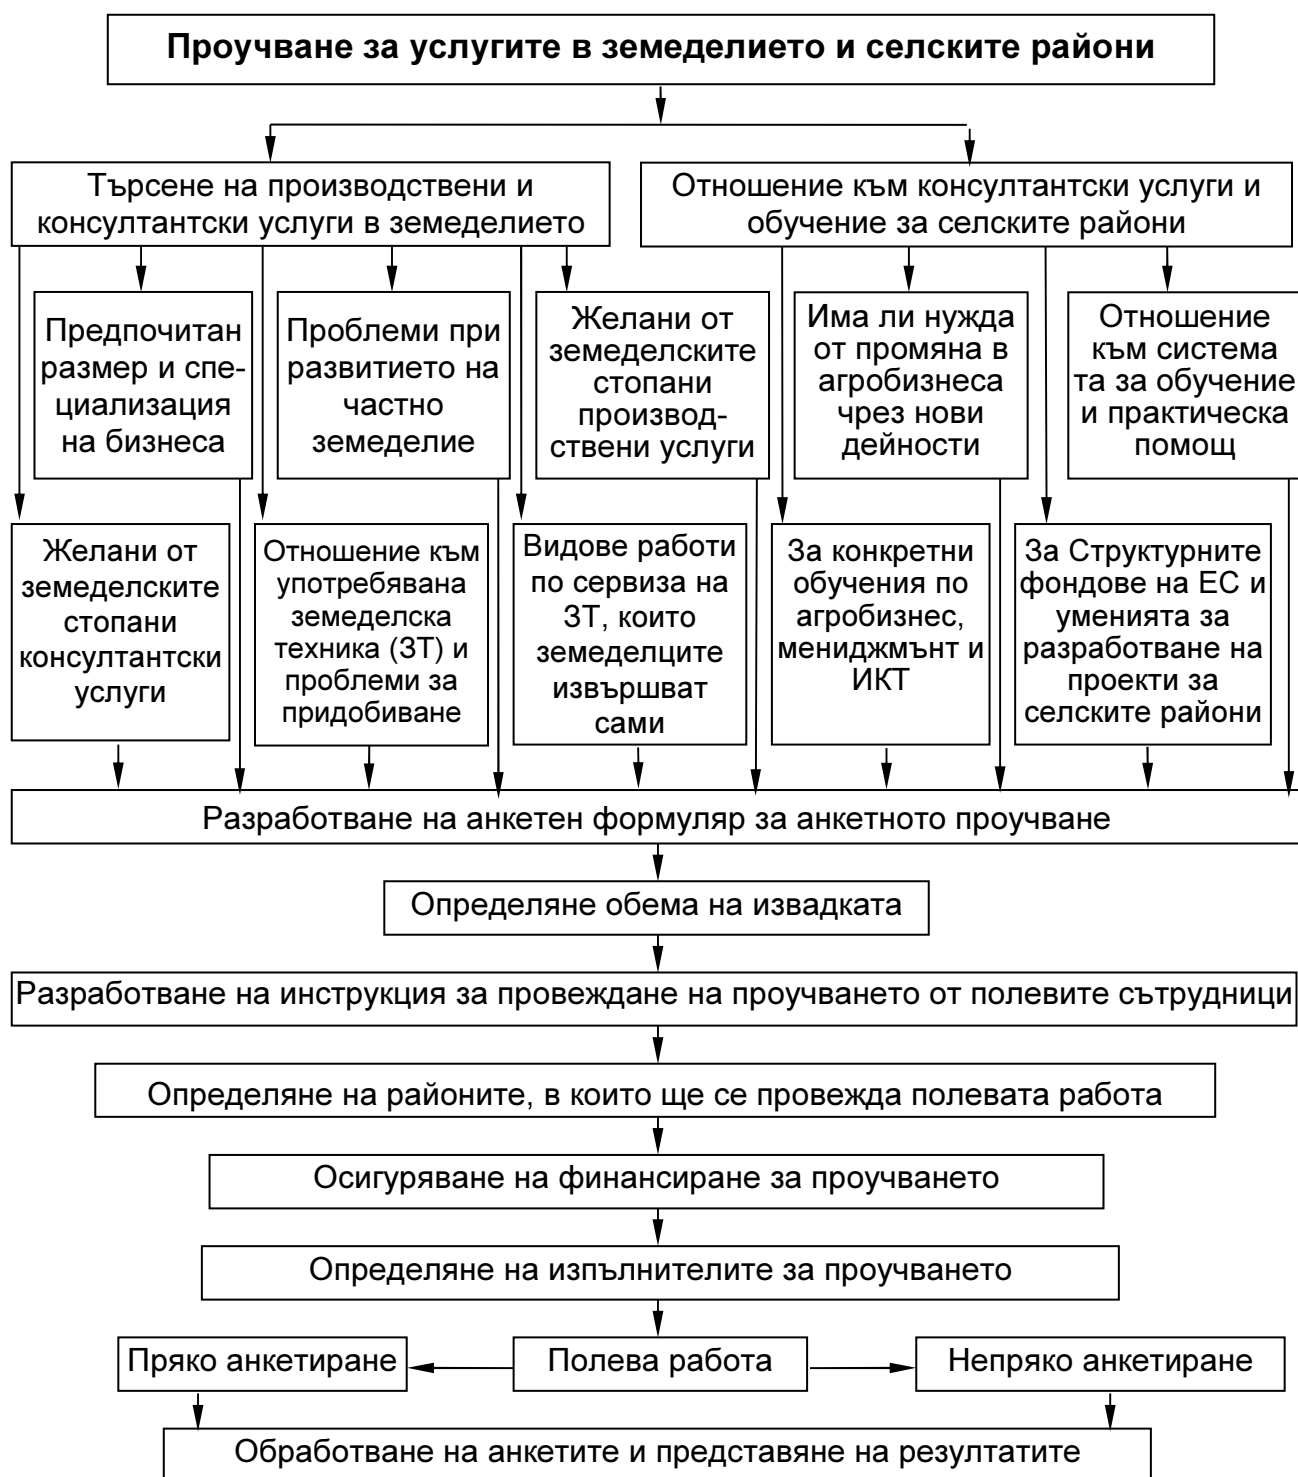 Проучване за услугите в земеделието и селските райони
Търсене на производствени и
консултантски услуги в земеделието
Отношение към консултантски услуги и
обучение за селските райони
Предпочитан
размер и спе-
циализация
на бизнеса
Проблеми при
развитието на
частно
земеделие
Желани от
земеделските
стопани
производ-
ствени услуги
Има ли нужда
от промяна в
агробизнеса
чрез нови
дейности
Отношение
към система
та за обучение
и практическа
помощ
Желани от
земеделските
стопани
консултантски
услуги
Отношение към
употребявана
земеделска
техника (ЗТ) и
проблеми за
придобиване
Видове работи
по сервиза на
ЗТ, които
земеделците
извършват
сами
За конкретни
обучения по
агробизнес,
мениджмънт и
ИКТ
За Структурните
фондове на ЕС и
уменията за
разработване на
проекти за
селските райони
Разработване на анкетен формуляр за анкетното проучване
Определяне обема на извадката
Разработване на инструкция за провеждане на проучването от полевите сътрудници
Определяне на районите, в които ще се провежда полевата работа
Осигуряване на финансиране за проучването
Определяне на изпълнителите за проучването
Пряко анкетиране
Полева работа
Непряко анкетиране
Обработване на анкетите и представяне на резултатите